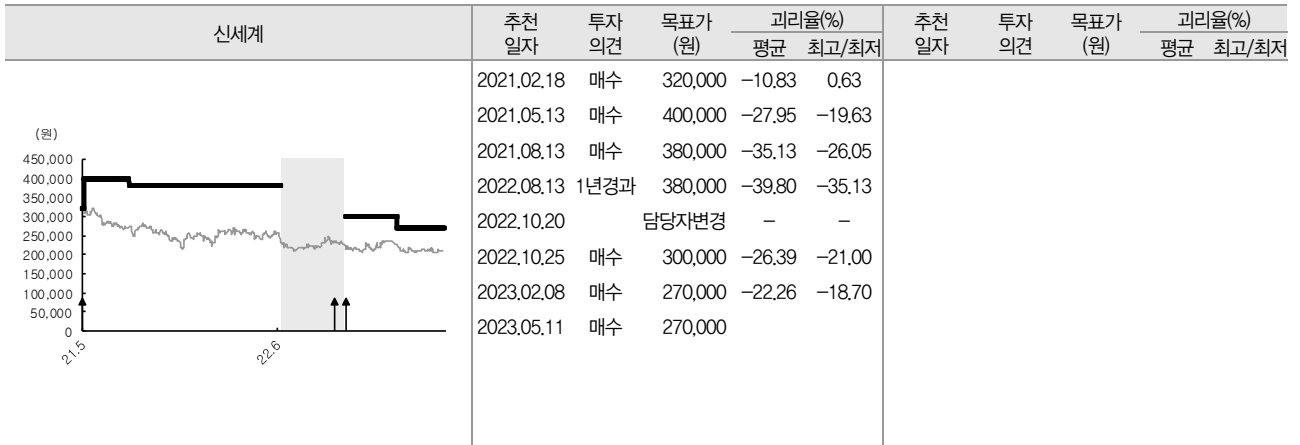 신세계
(원)
450,000
400,000
350,000
300,000
250,000
200,000
150,000
100,000
50,000
0
21.5 22.6
추천 일자 투자 의견 목표가 (원) 괴리율(%) 평균 최고/최저
2021.02.18 매수 320,000 -10.83 0.63
2021.05.13 매수 400,000 -27.95 -19.63
2021.08.13 매수 380,000 -35.13 -26.05
2022.08.13 1년경과 380,000 -39.80 -35.13
2022.10.20 담당자변경 - -
2022.10.25 매수 300,000 -26.39 -21.00
2023.02.08 매수 270,000 -22.26 -18.70
2023.05.11 매수 270,000
추천 일자 투자 의견 목표가 (원) 괴리율(%) 평균 최고/최저